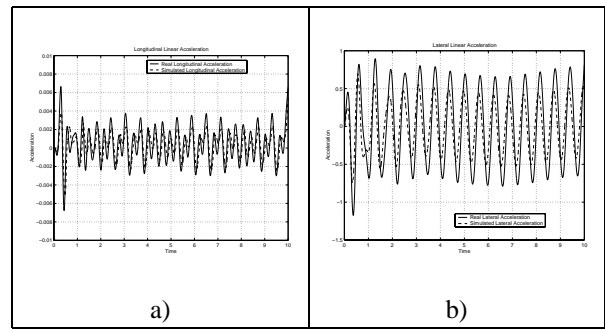 Longitudinal Linear Acceleration
0.01
0.008
0.006
0.004
0.002
0
−0.002
−0.004
−0.006
−0.008
−0.01
Acceleration
Real Longitudinal Acceleration
Simulated Longitudinal Acceleration
0 1 2 3 4 5 6 7 8 9 10
Time
a)
Lateral Linear Acceleration
1
0.5
0
−0.5
−1
−1.5
Acceleration
Real Lateral Acceleration
Simulated Lateral Acceleration
0 1 2 3 4 5 6 7 8 9 10
Time
b)